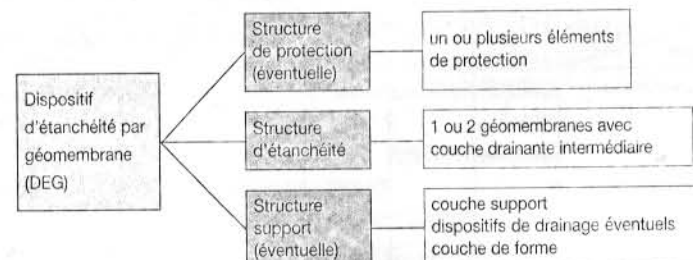 Dispositif
d'étanchéité par
géomembrane
(DEG)
Structure
de protection
(éventuelle)
un ou plusieurs éléments
de protection
Structure
d'étanchéité
1 ou 2 géomembranes avec
couche drainante intermédiaire
Structure
support
(éventuelle)
couche support
dispositifs de drainage éventuels
couche de forme